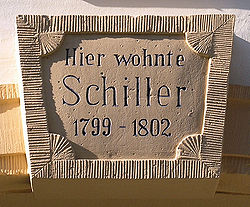 Hier wohnte
Schiller
1799 - 1802